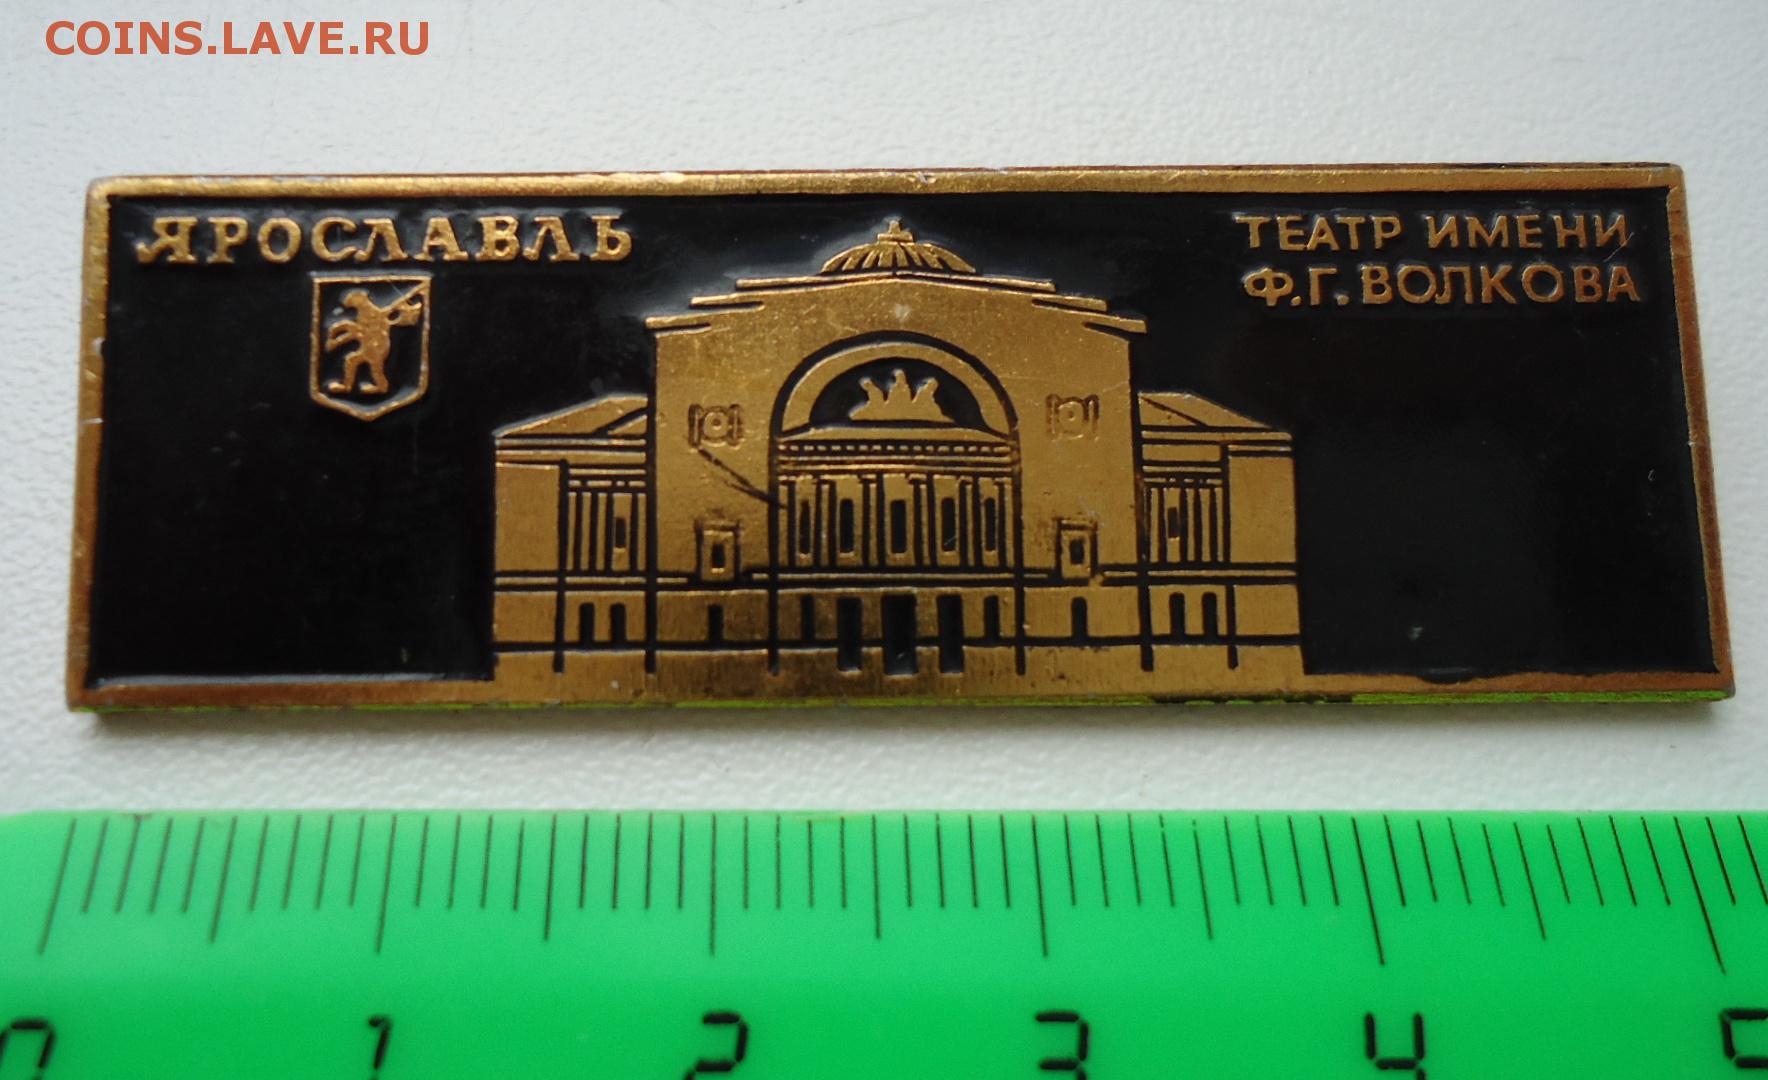 COINS.LAVE.RU
ЯРОСЛАВЛЬ
ТЕАТР ИМЕНИ
Ф.Г. ВОЛКОВА
0 1 2 3 4 5